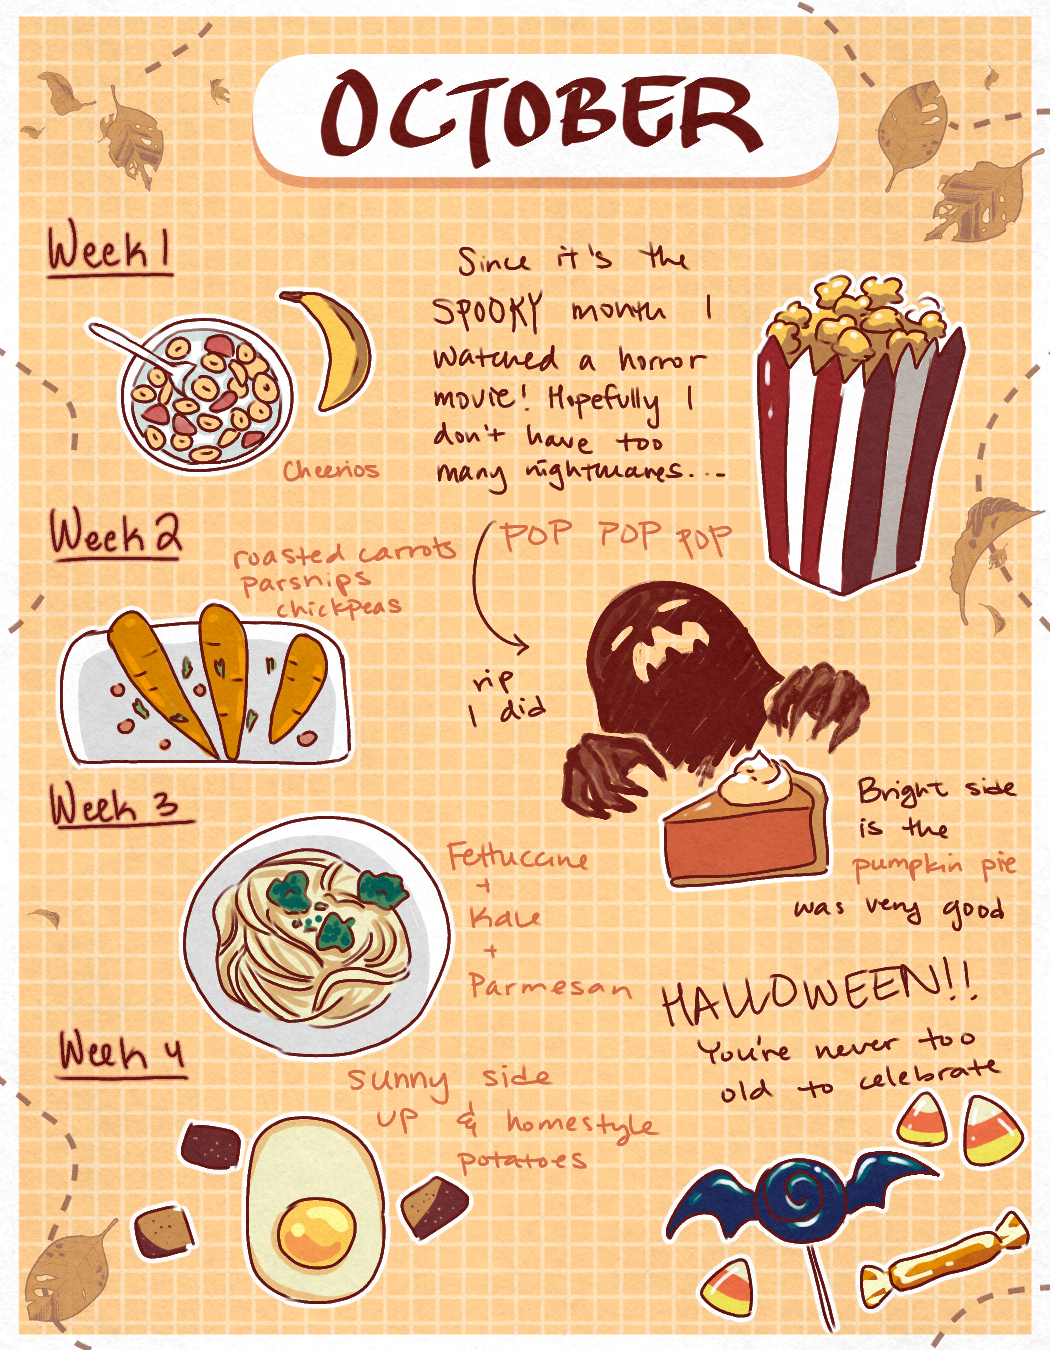 OCTOBER
Week 1
Cheerios
Since it's the
SPOOKY month I
watched a horror
movie! Hopefully I
don't have too
many nightmares...
Week 2
roasted carrots
parsnips
chickpeas
POP POP POP
rip
I did
Week 3
Fettuccine
+
Kale
+
Parmesan
Bright side
is the
pumpkin pie
was very good
Week 4
sunny side
up & homestyle
potatoes
HALLOWEEN!!
You're never too
old to celebrate